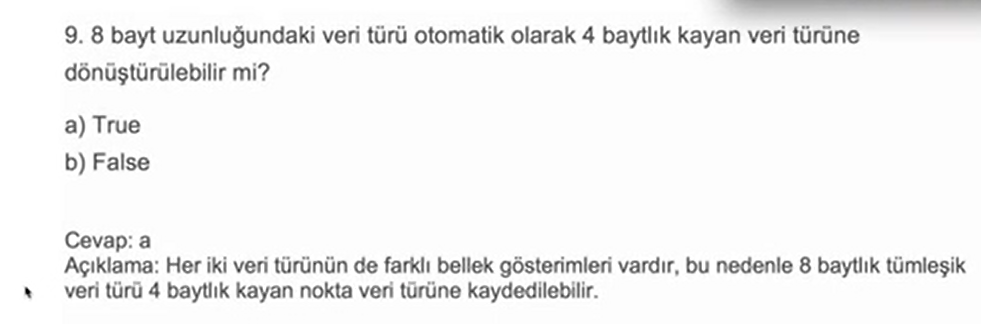 9. 8 bayt uzunluğundaki veri türü otomatik olarak 4 baytlık kayan veri türüne
dönüştürülebilir mi?
a) True
b) False
Cevap: a
Açıklama: Her iki veri türünün de farklı bellek gösterimleri vardır, bu nedenle 8 baytlık tümleşik
veri türü 4 baytlık kayan nokta veri türüne kaydedilebilir.